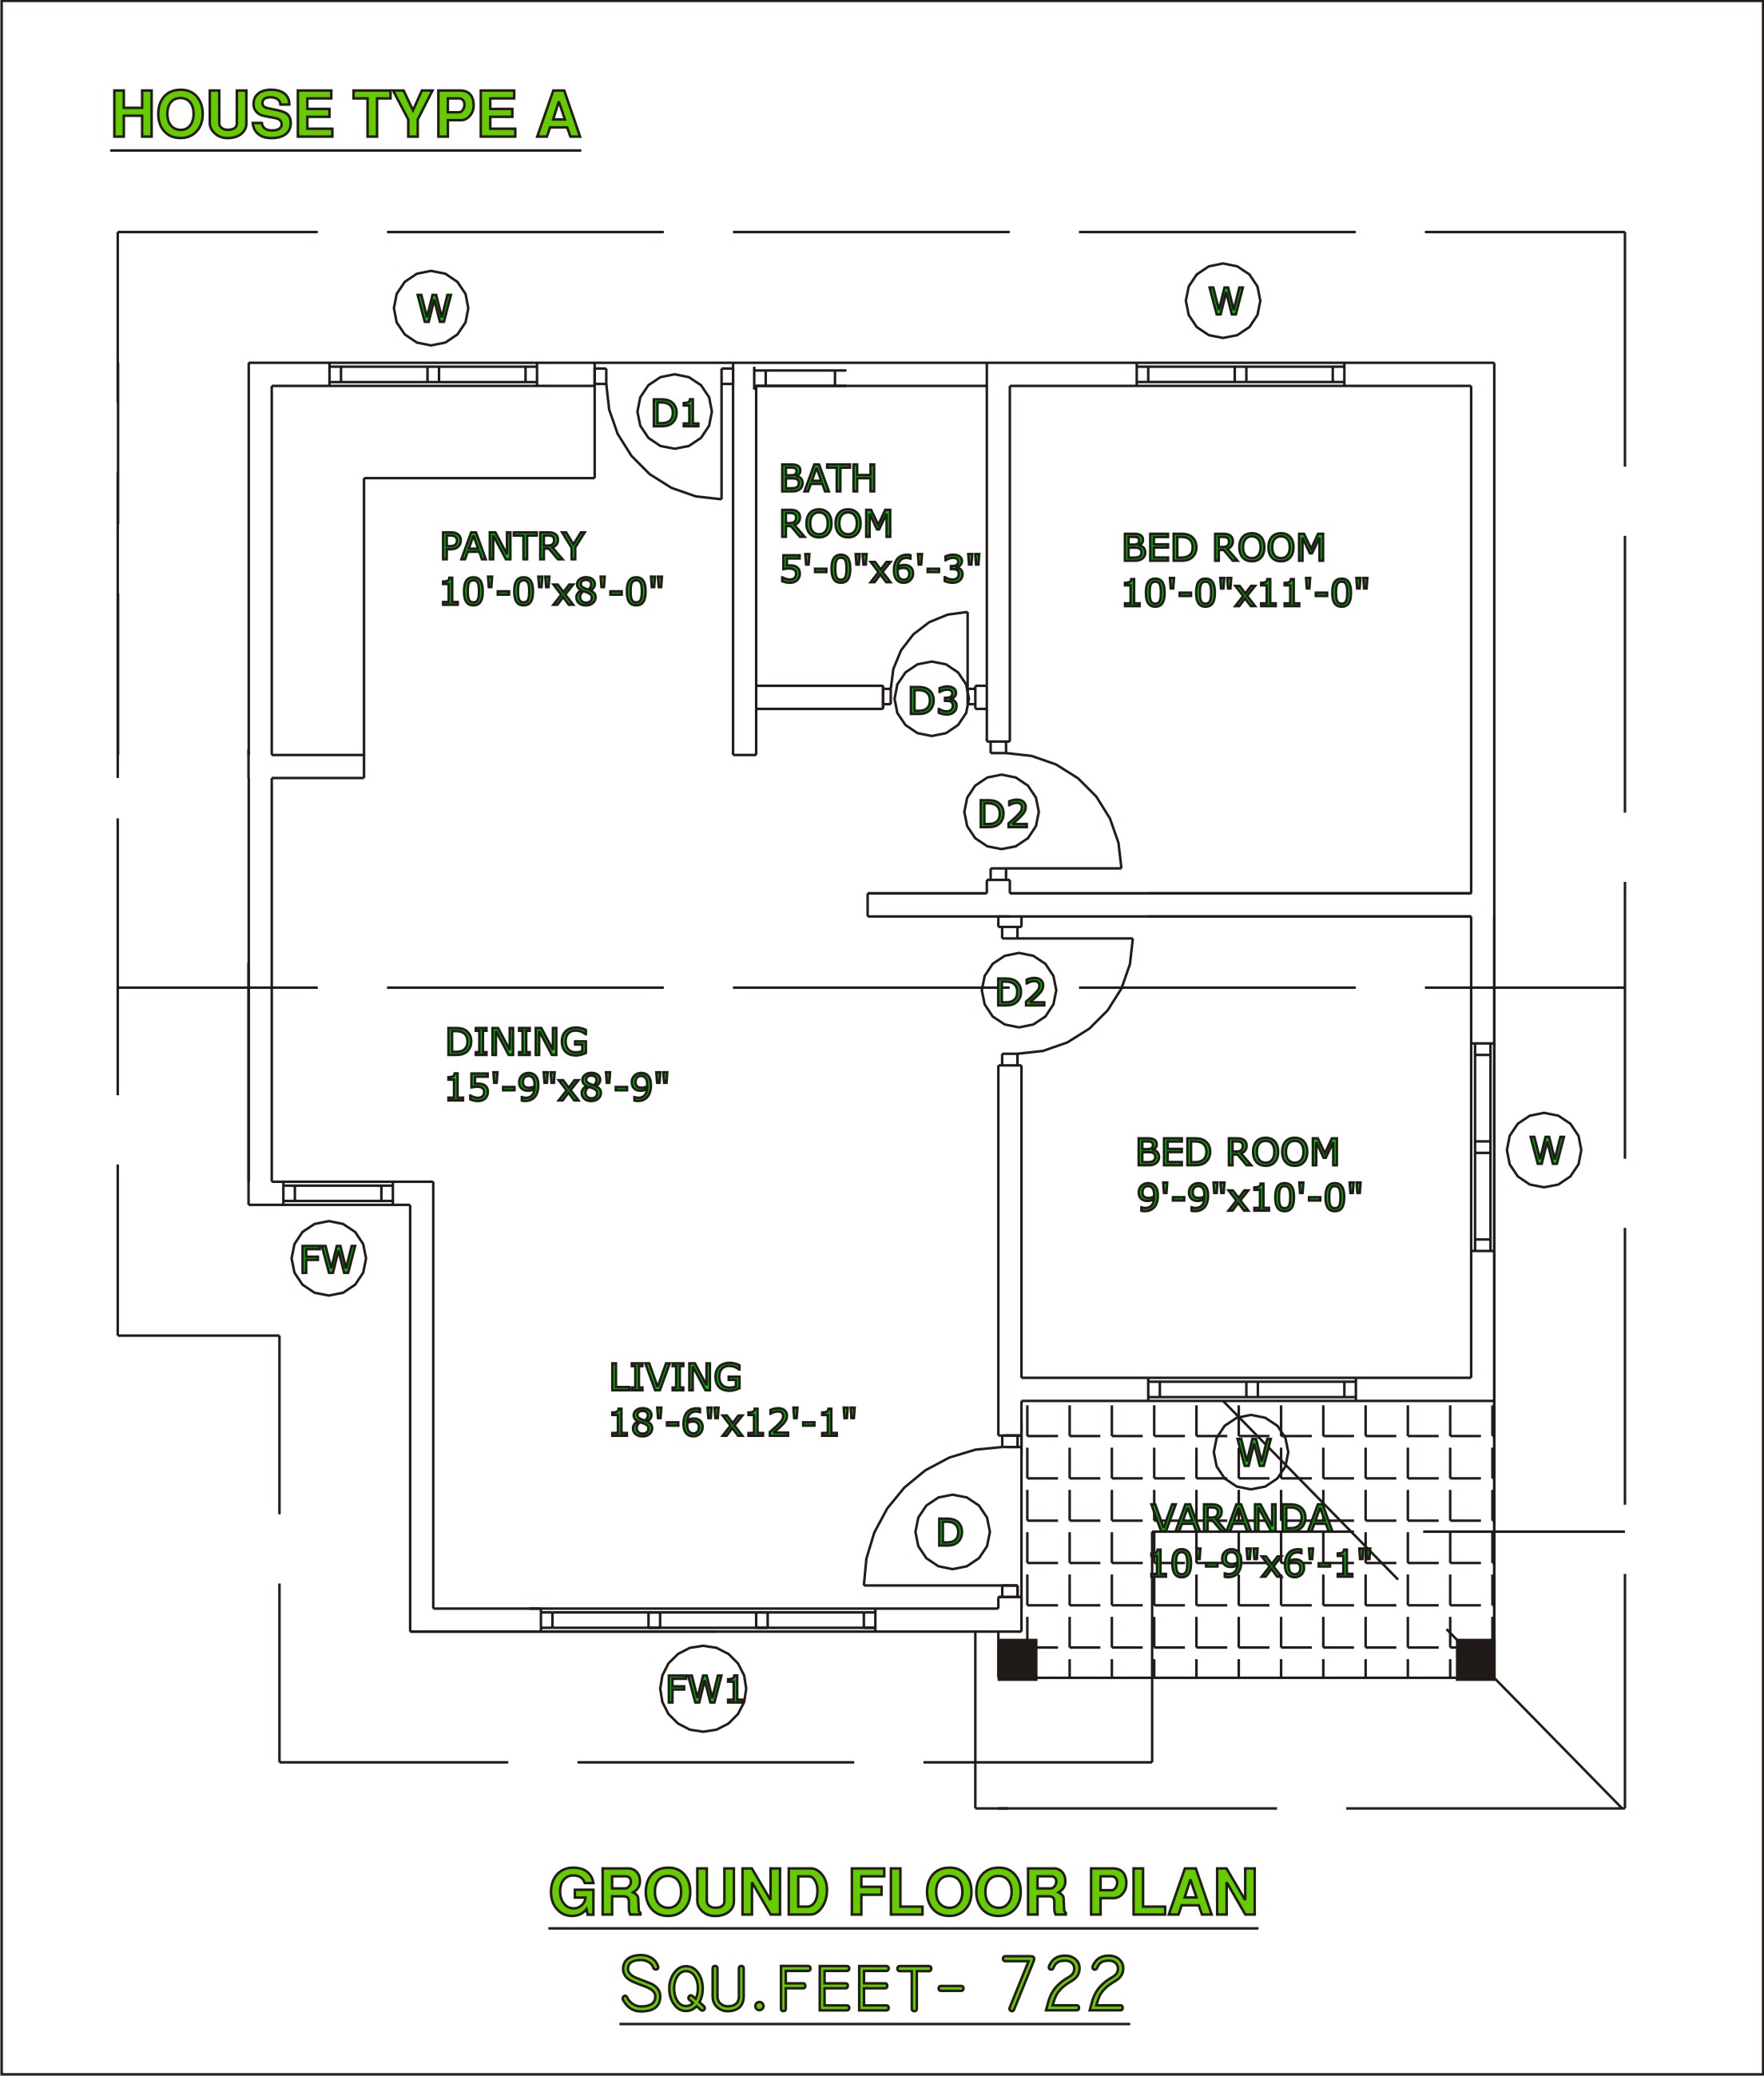 HOUSE TYPE A
W
W
D1
BATH
ROOM
5'-0"x6'-3"
PANTRY
10'-0"x8'-0"
BED ROOM
10'-0"x11'-0"
D3
D2
D2
DINING
15'-9"x8'-9"
BED ROOM
9'-9"x10'-0"
W
FW
LIVING
18'-6"x12'-1"
W
D
VARANDA
10'-9"x6'-1"
FW1
GROUND FLOOR PLAN
SQU.FEET- 722